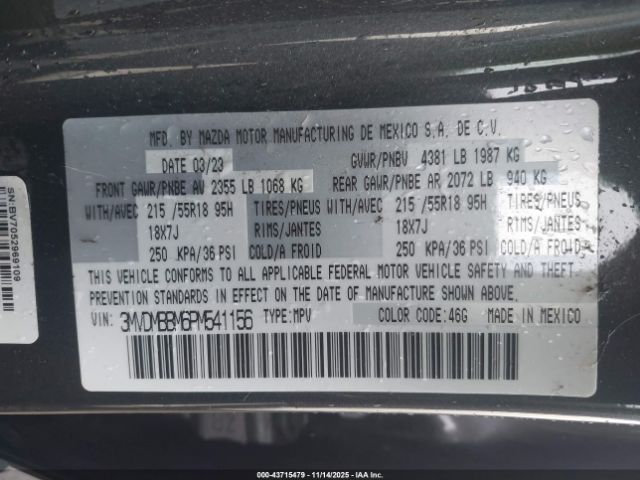 MFD. BY MAZDA MOTOR MANUFACTURING DE MEXICO S.A. DE C.V.
DATE 03/23 GVWR/PNBV 4381 LB 1987 KG
FRONT GAWR/PNBE AV 2355 LB 1068 KG REAR GAWR/PNBE AR 2072 LB 940 KG
WITH/AVEC 215 /55R18 95H TIRES/PNEUS WITH/AVEC 215 /55R18 95H TIRES/PNEUS
18X7J RIMS/JANTES 18X7J RIMS/JANTES
250 KPA/36 PSI COLD/A FROID 250 KPA/36 PSI COLD/A FROID
THIS VEHICLE CONFORMS TO ALL APPLICABLE FEDERAL MOTOR VEHICLE SAFETY AND THEFT
PREVENTION STANDARDS IN EFFECT ON THE DATE OF MANUFACTURE SHOWN ABOVE.
VIN: 3MVDMBBM6PM541156 TYPE:MPV COLOR CODE:46G MADE IN MEXICO
SN:BVJ7052969109
000-43715479 - 11/14/2025 - IAAI.COM